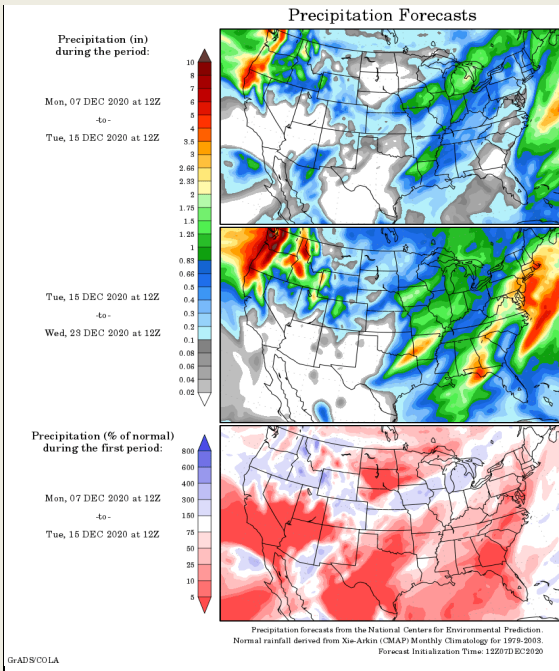 Precipitation Forecasts
Precipitation (in)
during the period:
Mon, 07 DEC 2020 at 12Z
-to-
Tue, 15 DEC 2020 at 12Z
10
9
8
7
6
5
4
3.5
3
2.66
2.33
2
1.75
1.5
1.25
1
0.83
0.66
0.5
0.4
0.3
0.2
0.1
0.08
0.06
0.04
0.02
Tue, 15 DEC 2020 at 12Z
-to-
Wed, 23 DEC 2020 at 12Z
Precipitation (% of normal)
during the first period:
Mon, 07 DEC 2020 at 12Z
-to-
Tue, 15 DEC 2020 at 12Z
800
600
400
300
150
75
50
25
10
5
Precipitation forecasts from the National Centers for Environmental Prediction.
Normal rainfall derived from Xie-Arkin (CMAP) Monthly Climatology for 1979-2003.
Forecast Initialization Time: 12Z07DEC2020
GrADS/COLA